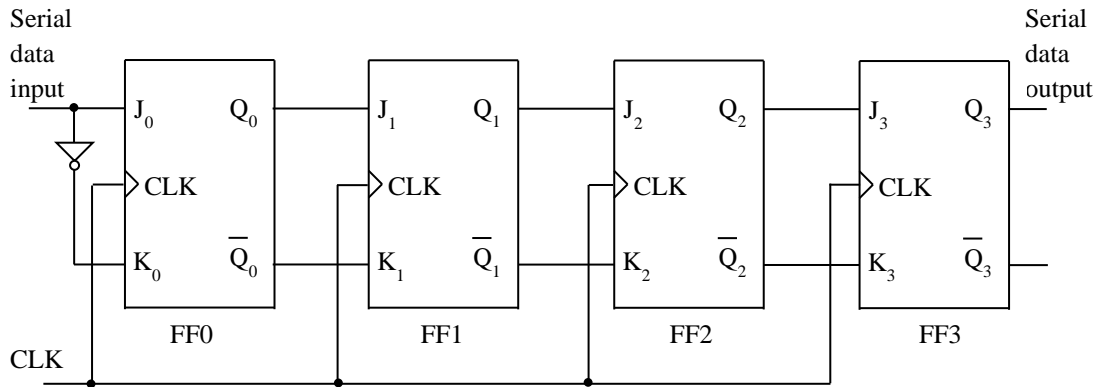 Serial
data
input
Serial
data
output
J₀ Q₀ J₁ Q₁ J₂ Q₂ J₃ Q₃
CLK CLK CLK CLK
K₀ Q̅₀ K₁ Q̅₁ K₂ Q̅₂ K₃ Q̅₃
FF0 FF1 FF2 FF3
CLK